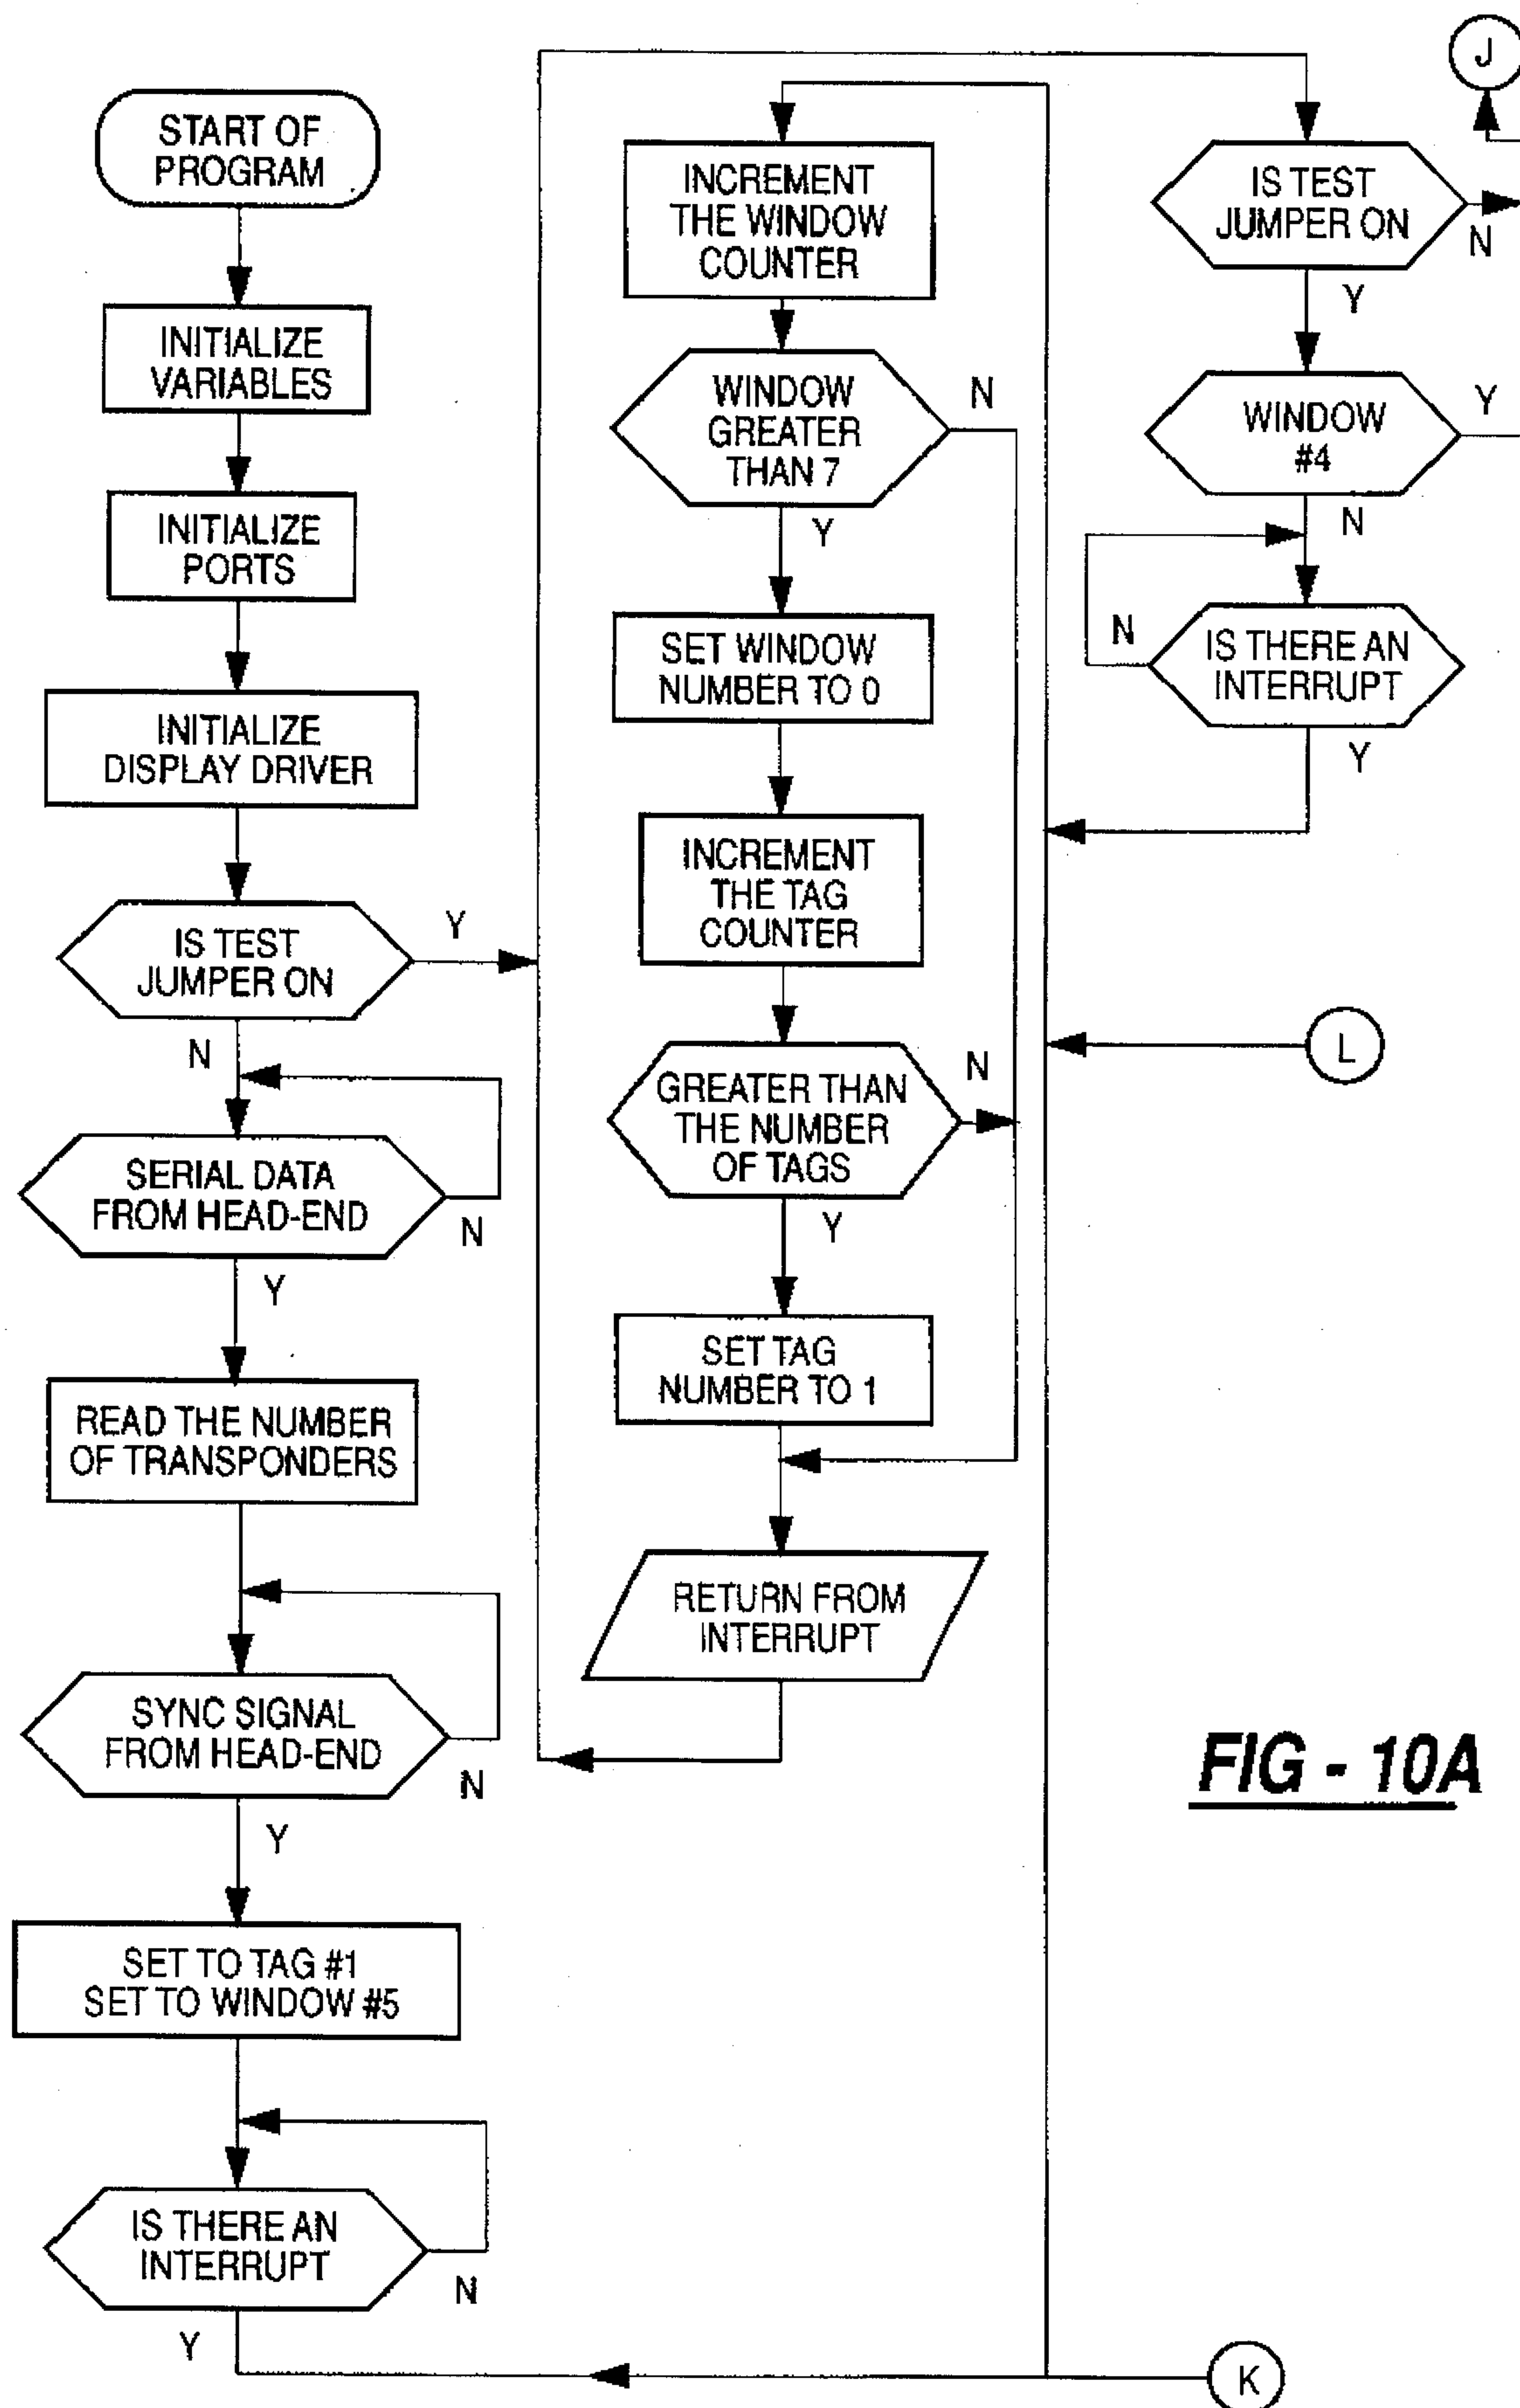 START OF
PROGRAM
INITIALIZE
VARIABLES
INITIALIZE
PORTS
INITIALIZE
DISPLAY DRIVER
IS TEST
JUMPER ON
Y
N
SERIAL DATA
FROM HEAD-END
N
Y
READ THE NUMBER
OF TRANSPONDERS
SYNC SIGNAL
FROM HEAD-END
N
Y
SET TO TAG #1
SET TO WINDOW #5
IS THERE AN
INTERRUPT
N
Y
INCREMENT
THE WINDOW
COUNTER
WINDOW
GREATER
THAN 7
N
Y
SET WINDOW
NUMBER TO 0
INCREMENT
THE TAG
COUNTER
GREATER THAN
THE NUMBER
OF TAGS
N
Y
SET TAG
NUMBER TO 1
RETURN FROM
INTERRUPT
J
IS TEST
JUMPER ON
N
Y
WINDOW
#4
Y
N
IS THERE AN
INTERRUPT
N
Y
L
FIG - 10A
K